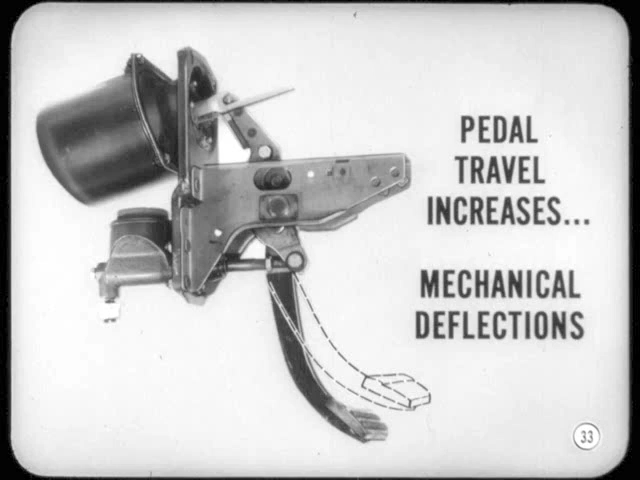 PEDAL
TRAVEL
INCREASES...
MECHANICAL
DEFLECTIONS
33